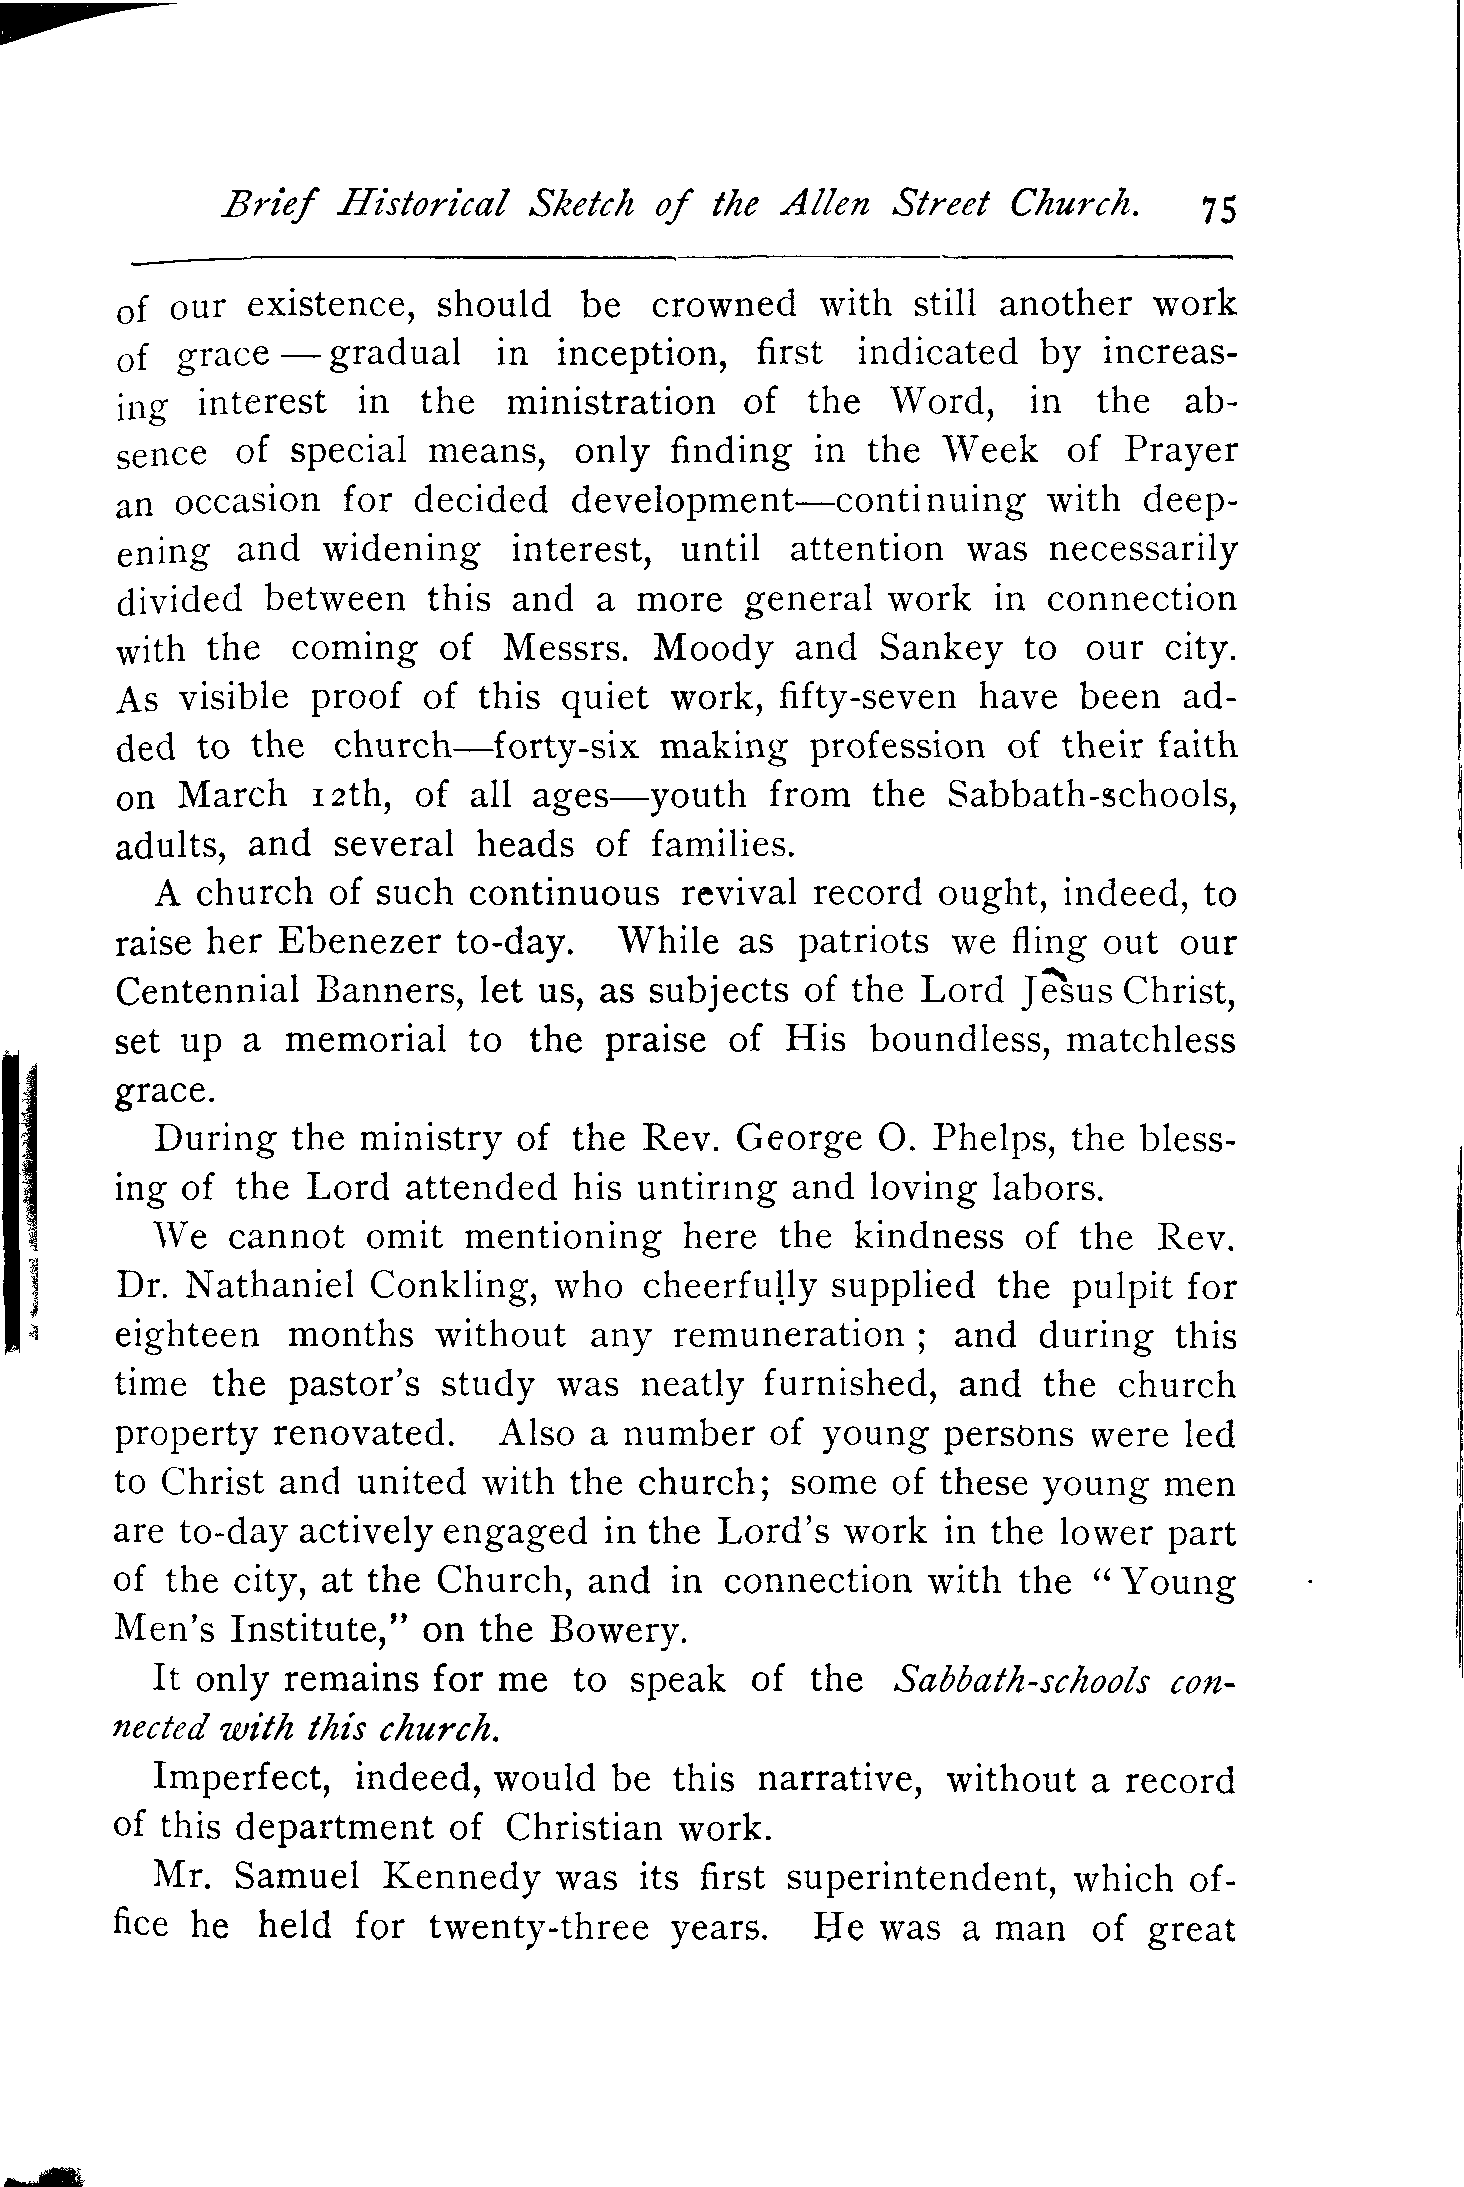 Brief Historical Sketch of the Allen Street Church. 75
of our existence, should be crowned with still another work
of grace — gradual in inception, first indicated by increas-
ing interest in the ministration of the Word, in the ab-
sence of special means, only finding in the Week of Prayer
an occasion for decided development—continuing with deep-
ening and widening interest, until attention was necessarily
divided between this and a more general work in connection
with the coming of Messrs. Moody and Sankey to our city.
As visible proof of this quiet work, fifty-seven have been ad-
ded to the church—forty-six making profession of their faith
on March 12th, of all ages—youth from the Sabbath-schools,
adults, and several heads of families.
A church of such continuous revival record ought, indeed, to
raise her Ebenezer to-day. While as patriots we fling out our
Centennial Banners, let us, as subjects of the Lord Jesus Christ,
set up a memorial to the praise of His boundless, matchless
grace.
During the ministry of the Rev. George O. Phelps, the bless-
ing of the Lord attended his untiring and loving labors.
We cannot omit mentioning here the kindness of the Rev.
Dr. Nathaniel Conkling, who cheerfully supplied the pulpit for
eighteen months without any remuneration ; and during this
time the pastor's study was neatly furnished, and the church
property renovated. Also a number of young persons were led
to Christ and united with the church; some of these young men
are to-day actively engaged in the Lord's work in the lower part
of the city, at the Church, and in connection with the " Young
Men's Institute," on the Bowery.
It only remains for me to speak of the Sabbath-schools con-
nected with this church.
Imperfect, indeed, would be this narrative, without a record
of this department of Christian work.
Mr. Samuel Kennedy was its first superintendent, which of-
fice he held for twenty-three years. He was a man of great